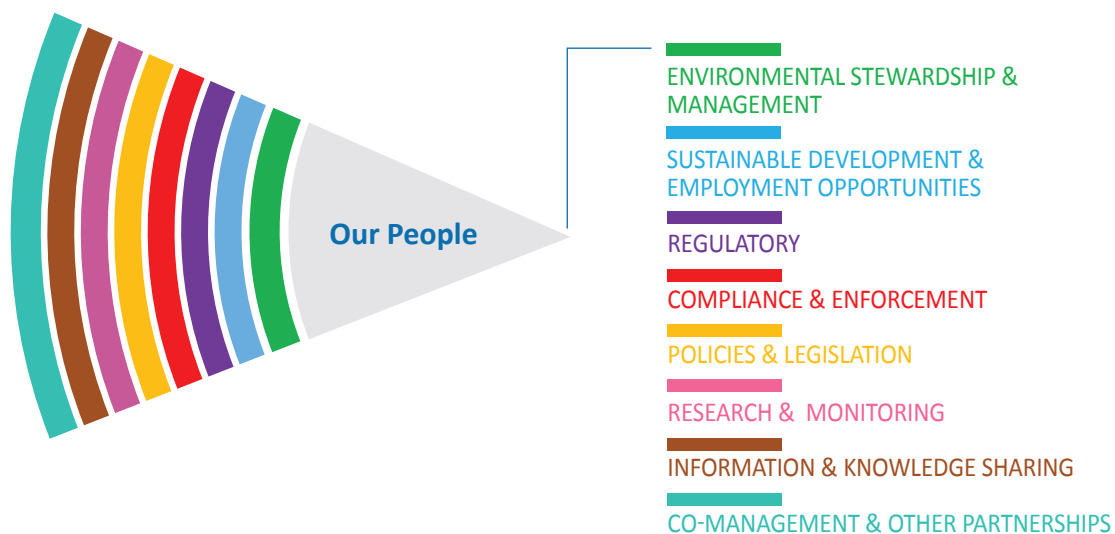 Our People
ENVIRONMENTAL STEWARDSHIP &
MANAGEMENT
SUSTAINABLE DEVELOPMENT &
EMPLOYMENT OPPORTUNITIES
REGULATORY
COMPLIANCE & ENFORCEMENT
POLICIES & LEGISLATION
RESEARCH & MONITORING
INFORMATION & KNOWLEDGE SHARING
CO-MANAGEMENT & OTHER PARTNERSHIPS